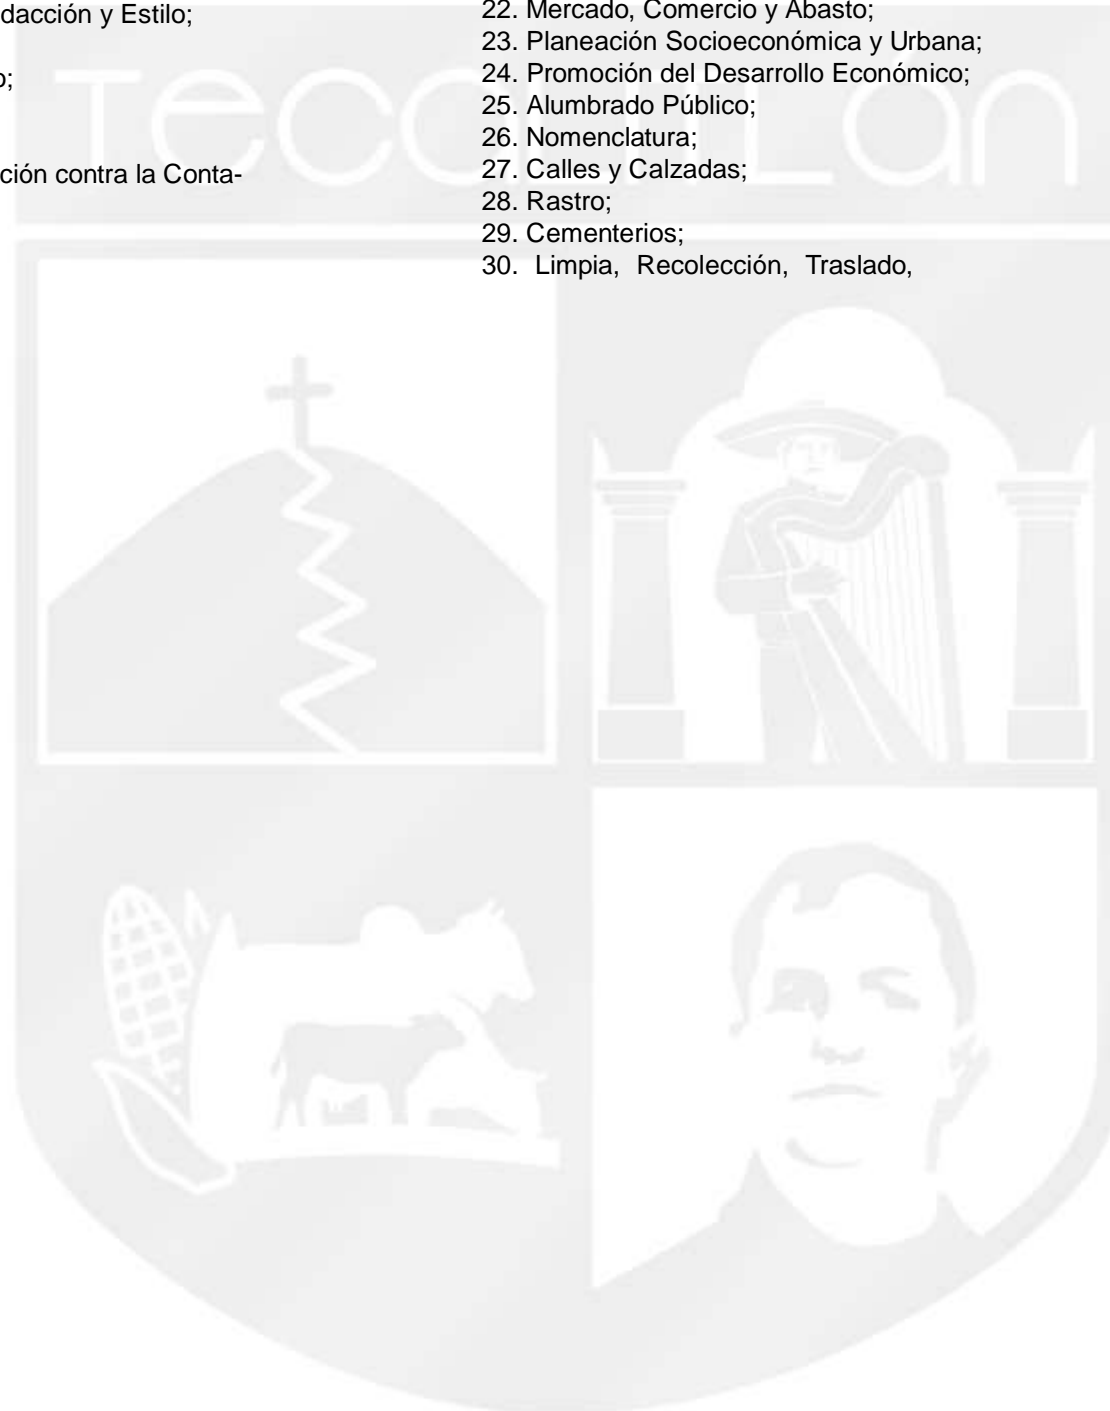 dacción y Estilo;
o;
ción contra la Conta-
22. Mercado, Comercio y Abasto;
23. Planeación Socioeconómica y Urbana;
24. Promoción del Desarrollo Económico;
25. Alumbrado Público;
26. Nomenclatura;
27. Calles y Calzadas;
28. Rastro;
29. Cementerios;
30. Limpia, Recolección, Traslado,
Tecalitlán